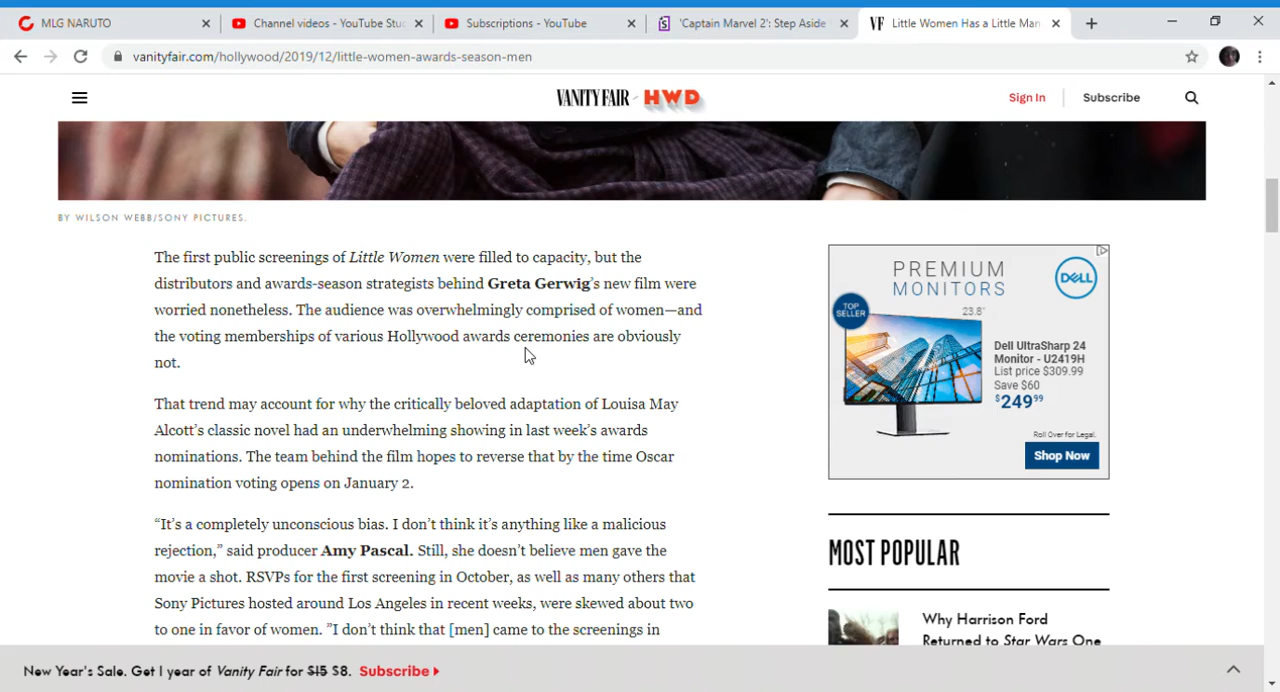 MLG NARUTO
Channel videos - YouTube Stu
Subscriptions - YouTube
'Captain Marvel 2': Step Aside
VF Little Women Has a Little Man
vanityfair.com/hollywood/2019/12/little-women-awards-season-men
VANITY FAIR - HWD
Sign In
Subscribe
BY WILSON WEBB/SONY PICTURES.
The first public screenings of Little Women were filled to capacity, but the
distributors and awards-season strategists behind Greta Gerwig's new film were
worried nonetheless. The audience was overwhelmingly comprised of women—and
the voting memberships of various Hollywood awards ceremonies are obviously
not.
That trend may account for why the critically beloved adaptation of Louisa May
Alcott's classic novel had an underwhelming showing in last week's awards
nominations. The team behind the film hopes to reverse that by the time Oscar
nomination voting opens on January 2.
“It's a completely unconscious bias. I don't think it's anything like a malicious
rejection,” said producer Amy Pascal. Still, she doesn't believe men gave the
movie a shot. RSVPs for the first screening in October, as well as many others that
Sony Pictures hosted around Los Angeles in recent weeks, were skewed about two
to one in favor of women. ”I don't think that [men] came to the screenings in
PREMIUM
MONITORS
DELL
TOP
SELLER
23.8"
Dell UltraSharp 24
Monitor - U2419H
List price $309.99
Save $60
$249.99
Roll Over for Legal.
Shop Now
MOST POPULAR
Why Harrison Ford
Returned to Star Wars One
New Year's Sale. Get 1 year of Vanity Fair for $15 $8. Subscribe